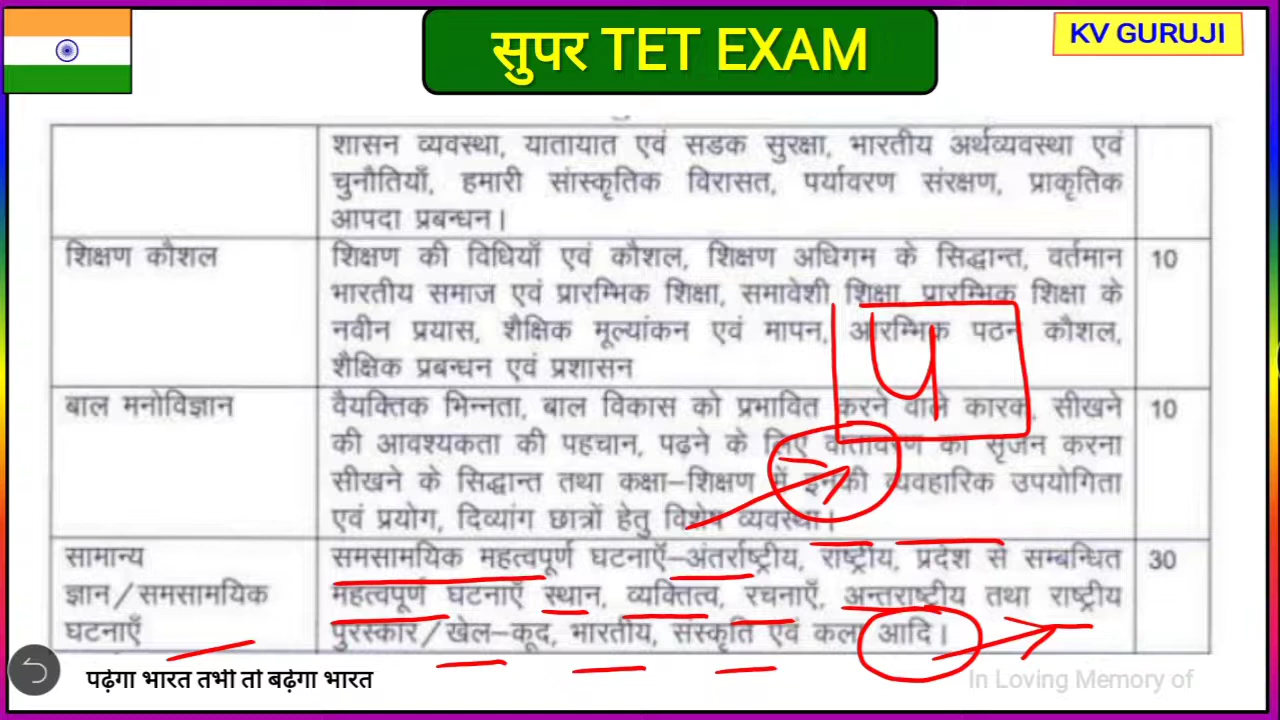 सुपर TET EXAM
KV GURUJI
शासन व्यवस्था, यातायात एवं सडक सुरक्षा, भारतीय अर्थव्यवस्था एवं
चुनौतियाँ, हमारी सांस्कृतिक विरासत, पर्यावरण संरक्षण, प्राकृतिक
आपदा प्रबन्धन।
शिक्षण कौशल
शिक्षण की विधियाँ एवं कौशल, शिक्षण अधिगम के सिद्धान्त, वर्तमान
10
भारतीय समाज एवं प्रारम्भिक शिक्षा, समावेशी शिक्षा, प्रारम्भिक शिक्षा के
नवीन प्रयास, शैक्षिक मूल्यांकन एवं मापन, आरम्भिक पठन कौशल,
शैक्षिक प्रबन्धन एवं प्रशासन
बाल मनोविज्ञान
वैयक्तिक भिन्नता, बाल विकास को प्रभावित करने वाले कारक, सीखने
10
की आवश्यकता की पहचान, पढ़ने के लिए वातावरण का सृजन करना
सीखने के सिद्धान्त तथा कक्षा–शिक्षण में इनकी व्यवहारिक उपयोगिता
एवं प्रयोग, दिव्यांग छात्रों हेतु विशेष व्यवस्था।
सामान्य
ज्ञान/समसामयिक
घटनाएँ
समसामयिक महत्वपूर्ण घटनाएँ–अंतर्राष्ट्रीय, राष्ट्रीय, प्रदेश से सम्बन्धित
30
महत्वपूर्ण घटनाएँ स्थान, व्यक्तित्व, रचनाएँ, अन्तराष्ट्रीय तथा राष्ट्रीय
पुरस्कार/खेल–कूद, भारतीय, संस्कृति एवं कला आदि।
पढ़ेगा भारत तभी तो बढ़ेगा भारत
In Loving Memory of